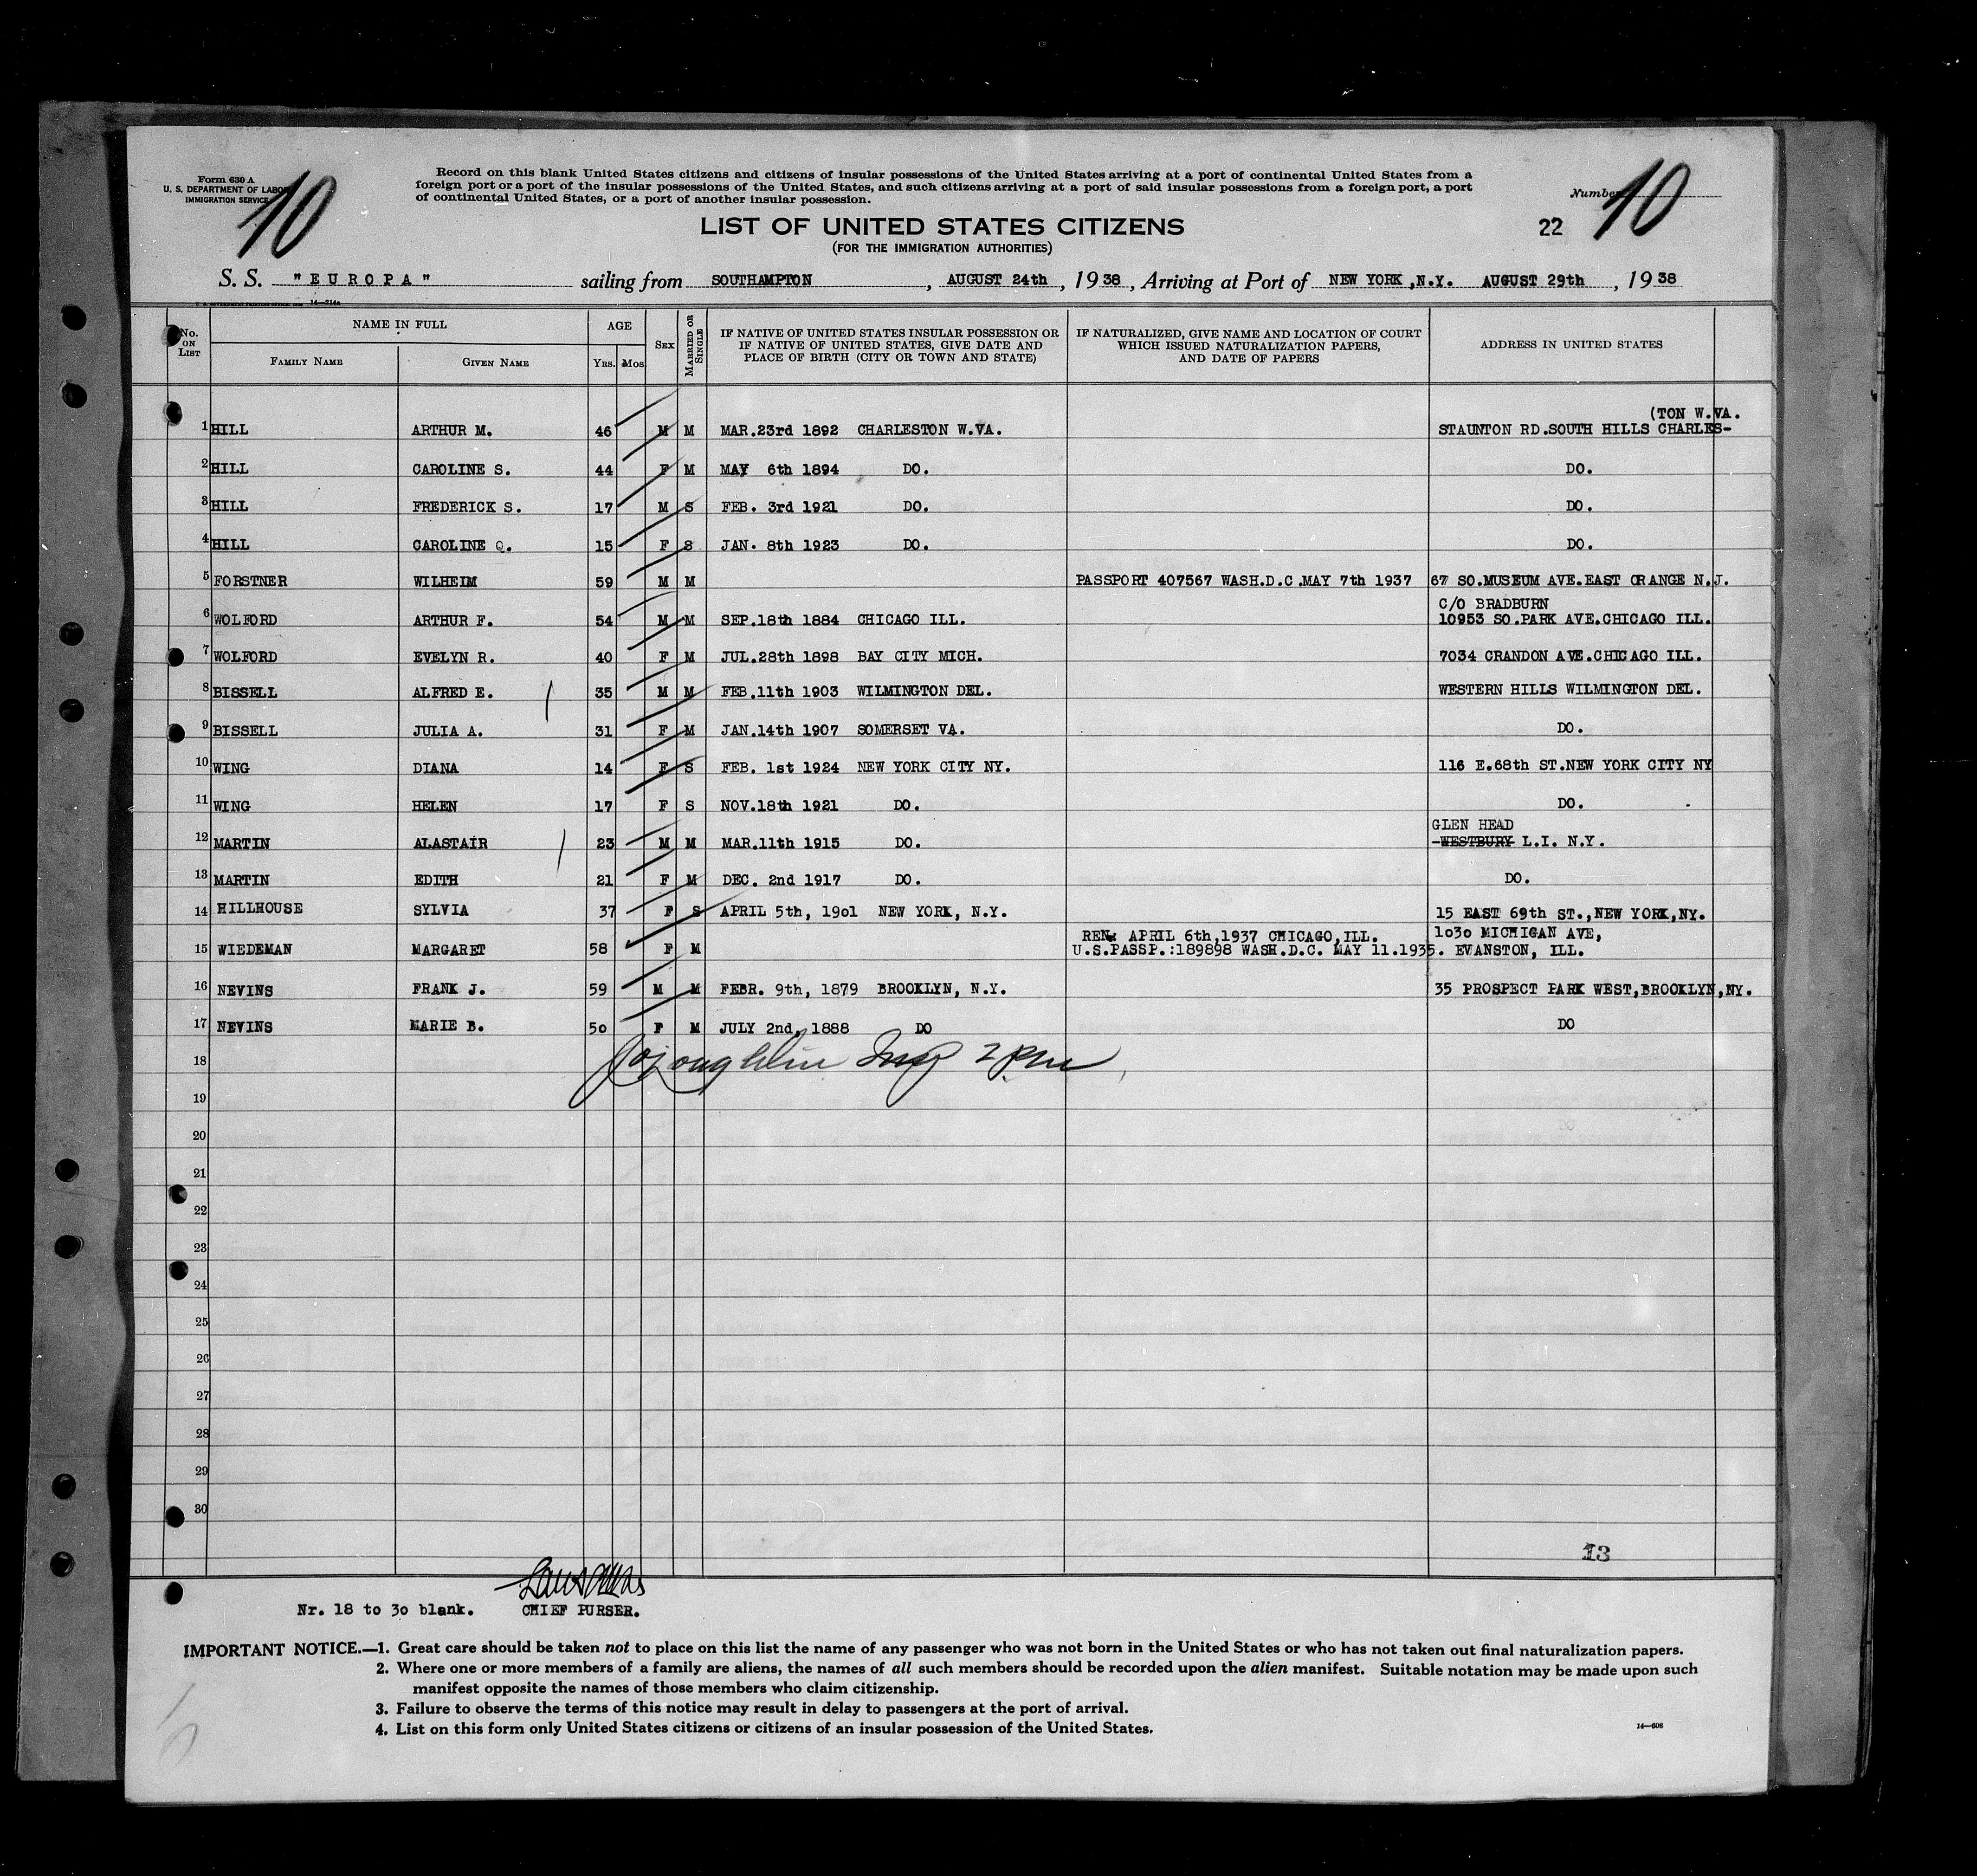 Form 630 A
U. S. DEPARTMENT OF LABOR
IMMIGRATION SERVICE
10
Record on this blank United States citizens and citizens of insular possessions of the United States arriving at a port of continental United States from a
foreign port or a port of the insular possessions of the United States, and such citizens arriving at a port of said insular possessions from a foreign port, a port
of continental United States, or a port of another insular possession.
Number 10
LIST OF UNITED STATES CITIZENS
(FOR THE IMMIGRATION AUTHORITIES)
22
S. S. "EUROPA" sailing from SOUTHAMPTON, AUGUST 24th, 1938, Arriving at Port of NEW YORK, N.Y. AUGUST 29th, 1938
No. ON LIST NAME IN FULL FAMILY NAME GIVEN NAME AGE YRS. MOS SEX MARRIED OR SINGLE IF NATIVE OF UNITED STATES INSULAR POSSESSION OR IF NATIVE OF UNITED STATES, GIVE DATE AND PLACE OF BIRTH (CITY OR TOWN AND STATE) IF NATURALIZED, GIVE NAME AND LOCATION OF COURT WHICH ISSUED NATURALIZATION PAPERS, AND DATE OF PAPERS ADDRESS IN UNITED STATES
(TON W.VA.
1 HILL ARTHUR M. 46 M M MAR.23rd 1892 CHARLESTON W.VA. STAUNTON RD.SOUTH HILLS CHARLES-
2 HILL CAROLINE S. 44 F M MAY 6th 1894 DO. DO.
3 HILL FREDERICK S. 17 M S FEB. 3rd 1921 DO. DO.
4 HILL CAROLINE Q. 15 F S JAN. 8th 1923 DO. DO.
5 FORSTNER WILHEIM 59 M M PASSPORT 407567 WASH.D.C.MAY 7th 1937 67 SO.MUSEUM AVE.EAST ORANGE N.J.
C/O BRADBURN
6 WOLFORD ARTHUR F. 54 M M SEP.18th 1884 CHICAGO ILL. 10953 SO.PARK AVE.CHICAGO ILL.
7 WOLFORD EVELYN R. 40 F M JUL.28th 1898 BAY CITY MICH. 7034 CRANDON AVE.CHICAGO ILL.
8 BISSELL ALFRED E. 35 M M FEB.11th 1903 WILMINGTON DEL. WESTERN HILLS WILMINGTON DEL.
9 BISSELL JULIA A. 31 F M JAN.14th 1907 SOMERSET VA. DO.
10 WING DIANA 14 F S FEB. 1st 1924 NEW YORK CITY NY. 116 E.68th ST.NEW YORK CITY NY
11 WING HELEN 17 F S NOV.18th 1921 DO. DO.
GLEN HEAD
12 MARTIN ALASTAIR 23 M M MAR.11th 1915 DO. WESTBURY L.I. N.Y.
13 MARTIN EDITH 21 F M DEC. 2nd 1917 DO. DO.
14 HILLHOUSE SYLVIA 37 F S APRIL 5th, 1901 NEW YORK, N.Y. 15 EAST 69th ST.,NEW YORK,NY.
REN: APRIL 6th,1937 CHICAGO,ILL. 1030 MICHIGAN AVE,
15 WIEDEMAN MARGARET 58 F M U.S.PASSP.:189898 WASH.D.C. MAY 11.1935. EVANSTON, ILL.
16 NEVINS FRANK J. 59 M M FEBR. 9th, 1879 BROOKLYN, N.Y. 35 PROSPECT PARK WEST,BROOKLYN,NY.
17 NEVINS MARIE B. 50 F M JULY 2nd, 1888 DO DO
18
19
20
21
22
23
24
25
26
27
28
29
30
13
Nr. 18 to 30 blank. CHIEF PURSER.
IMPORTANT NOTICE.—1. Great care should be taken not to place on this list the name of any passenger who was not born in the United States or who has not taken out final naturalization papers.
2. Where one or more members of a family are aliens, the names of all such members should be recorded upon the alien manifest. Suitable notation may be made upon such
manifest opposite the names of those members who claim citizenship.
3. Failure to observe the terms of this notice may result in delay to passengers at the port of arrival.
4. List on this form only United States citizens or citizens of an insular possession of the United States.
14—606